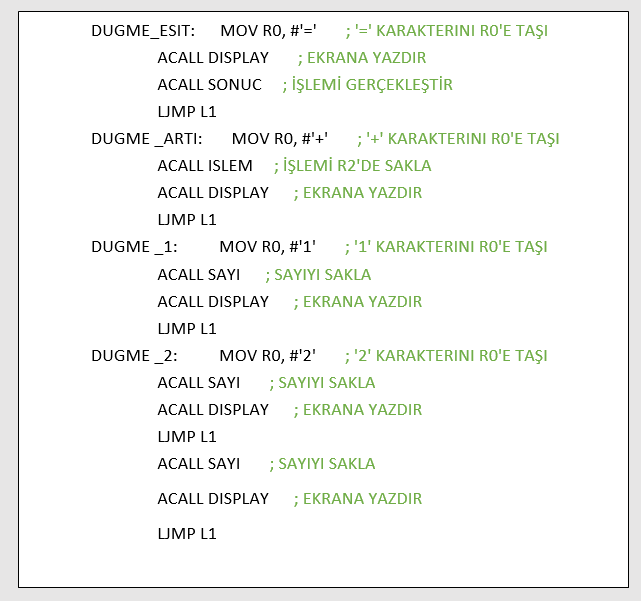 DUGME_ESIT: MOV R0, #'=' ; '=' KARAKTERINI R0'E TAŞI
ACALL DISPLAY ; EKRANA YAZDIR
ACALL SONUC ; İŞLEMİ GERÇEKLEŞTİR
LJMP L1
DUGME _ARTI: MOV R0, #'+' ; '+' KARAKTERINI R0'E TAŞI
ACALL ISLEM ; İŞLEMİ R2'DE SAKLA
ACALL DISPLAY ; EKRANA YAZDIR
LJMP L1
DUGME _1: MOV R0, #'1' ; '1' KARAKTERINI R0'E TAŞI
ACALL SAYI ; SAYIYI SAKLA
ACALL DISPLAY ; EKRANA YAZDIR
LJMP L1
DUGME _2: MOV R0, #'2' ; '2' KARAKTERINI R0'E TAŞI
ACALL SAYI ; SAYIYI SAKLA
ACALL DISPLAY ; EKRANA YAZDIR
LJMP L1
ACALL SAYI ; SAYIYI SAKLA
ACALL DISPLAY ; EKRANA YAZDIR
LJMP L1